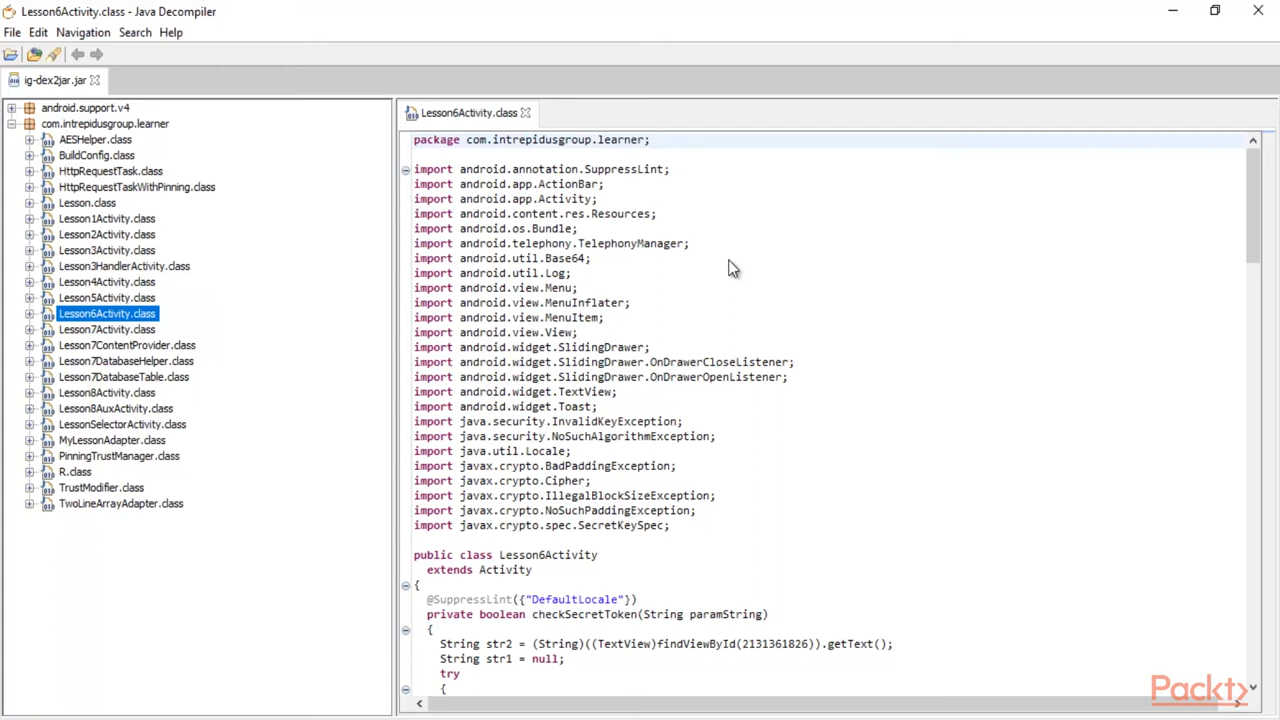 Lesson6Activity.class - Java Decompiler
File Edit Navigation Search Help
ig-dex2jar.jar
android.support.v4
com.intrepidusgroup.learner
AESHelper.class
BuildConfig.class
HttpRequestTask.class
HttpRequestTaskWithPinning.class
Lesson.class
Lesson1Activity.class
Lesson2Activity.class
Lesson3Activity.class
Lesson3HandlerActivity.class
Lesson4Activity.class
Lesson5Activity.class
Lesson6Activity.class
Lesson7Activity.class
Lesson7ContentProvider.class
Lesson7DatabaseHelper.class
Lesson7DatabaseTable.class
Lesson8Activity.class
Lesson8AuxActivity.class
LessonSelectorActivity.class
MyLessonAdapter.class
PinningTrustManager.class
R.class
TrustModifier.class
TwoLineArrayAdapter.class
Lesson6Activity.class
package com.intrepidusgroup.learner;
import android.annotation.SuppressLint;
import android.app.ActionBar;
import android.app.Activity;
import android.content.res.Resources;
import android.os.Bundle;
import android.telephony.TelephonyManager;
import android.util.Base64;
import android.util.Log;
import android.view.Menu;
import android.view.MenuInflater;
import android.view.MenuItem;
import android.view.View;
import android.widget.SlidingDrawer;
import android.widget.SlidingDrawer.OnDrawerCloseListener;
import android.widget.SlidingDrawer.OnDrawerOpenListener;
import android.widget.TextView;
import android.widget.Toast;
import java.security.InvalidKeyException;
import java.security.NoSuchAlgorithmException;
import java.util.Locale;
import javax.crypto.BadPaddingException;
import javax.crypto.Cipher;
import javax.crypto.IllegalBlockSizeException;
import javax.crypto.NoSuchPaddingException;
import javax.crypto.spec.SecretKeySpec;
public class Lesson6Activity
extends Activity
{
@SuppressLint({"DefaultLocale"})
private boolean checkSecretToken(String paramString)
{
String str2 = (String)((TextView)findViewById(2131361826)).getText();
String str1 = null;
try
{
Packt>